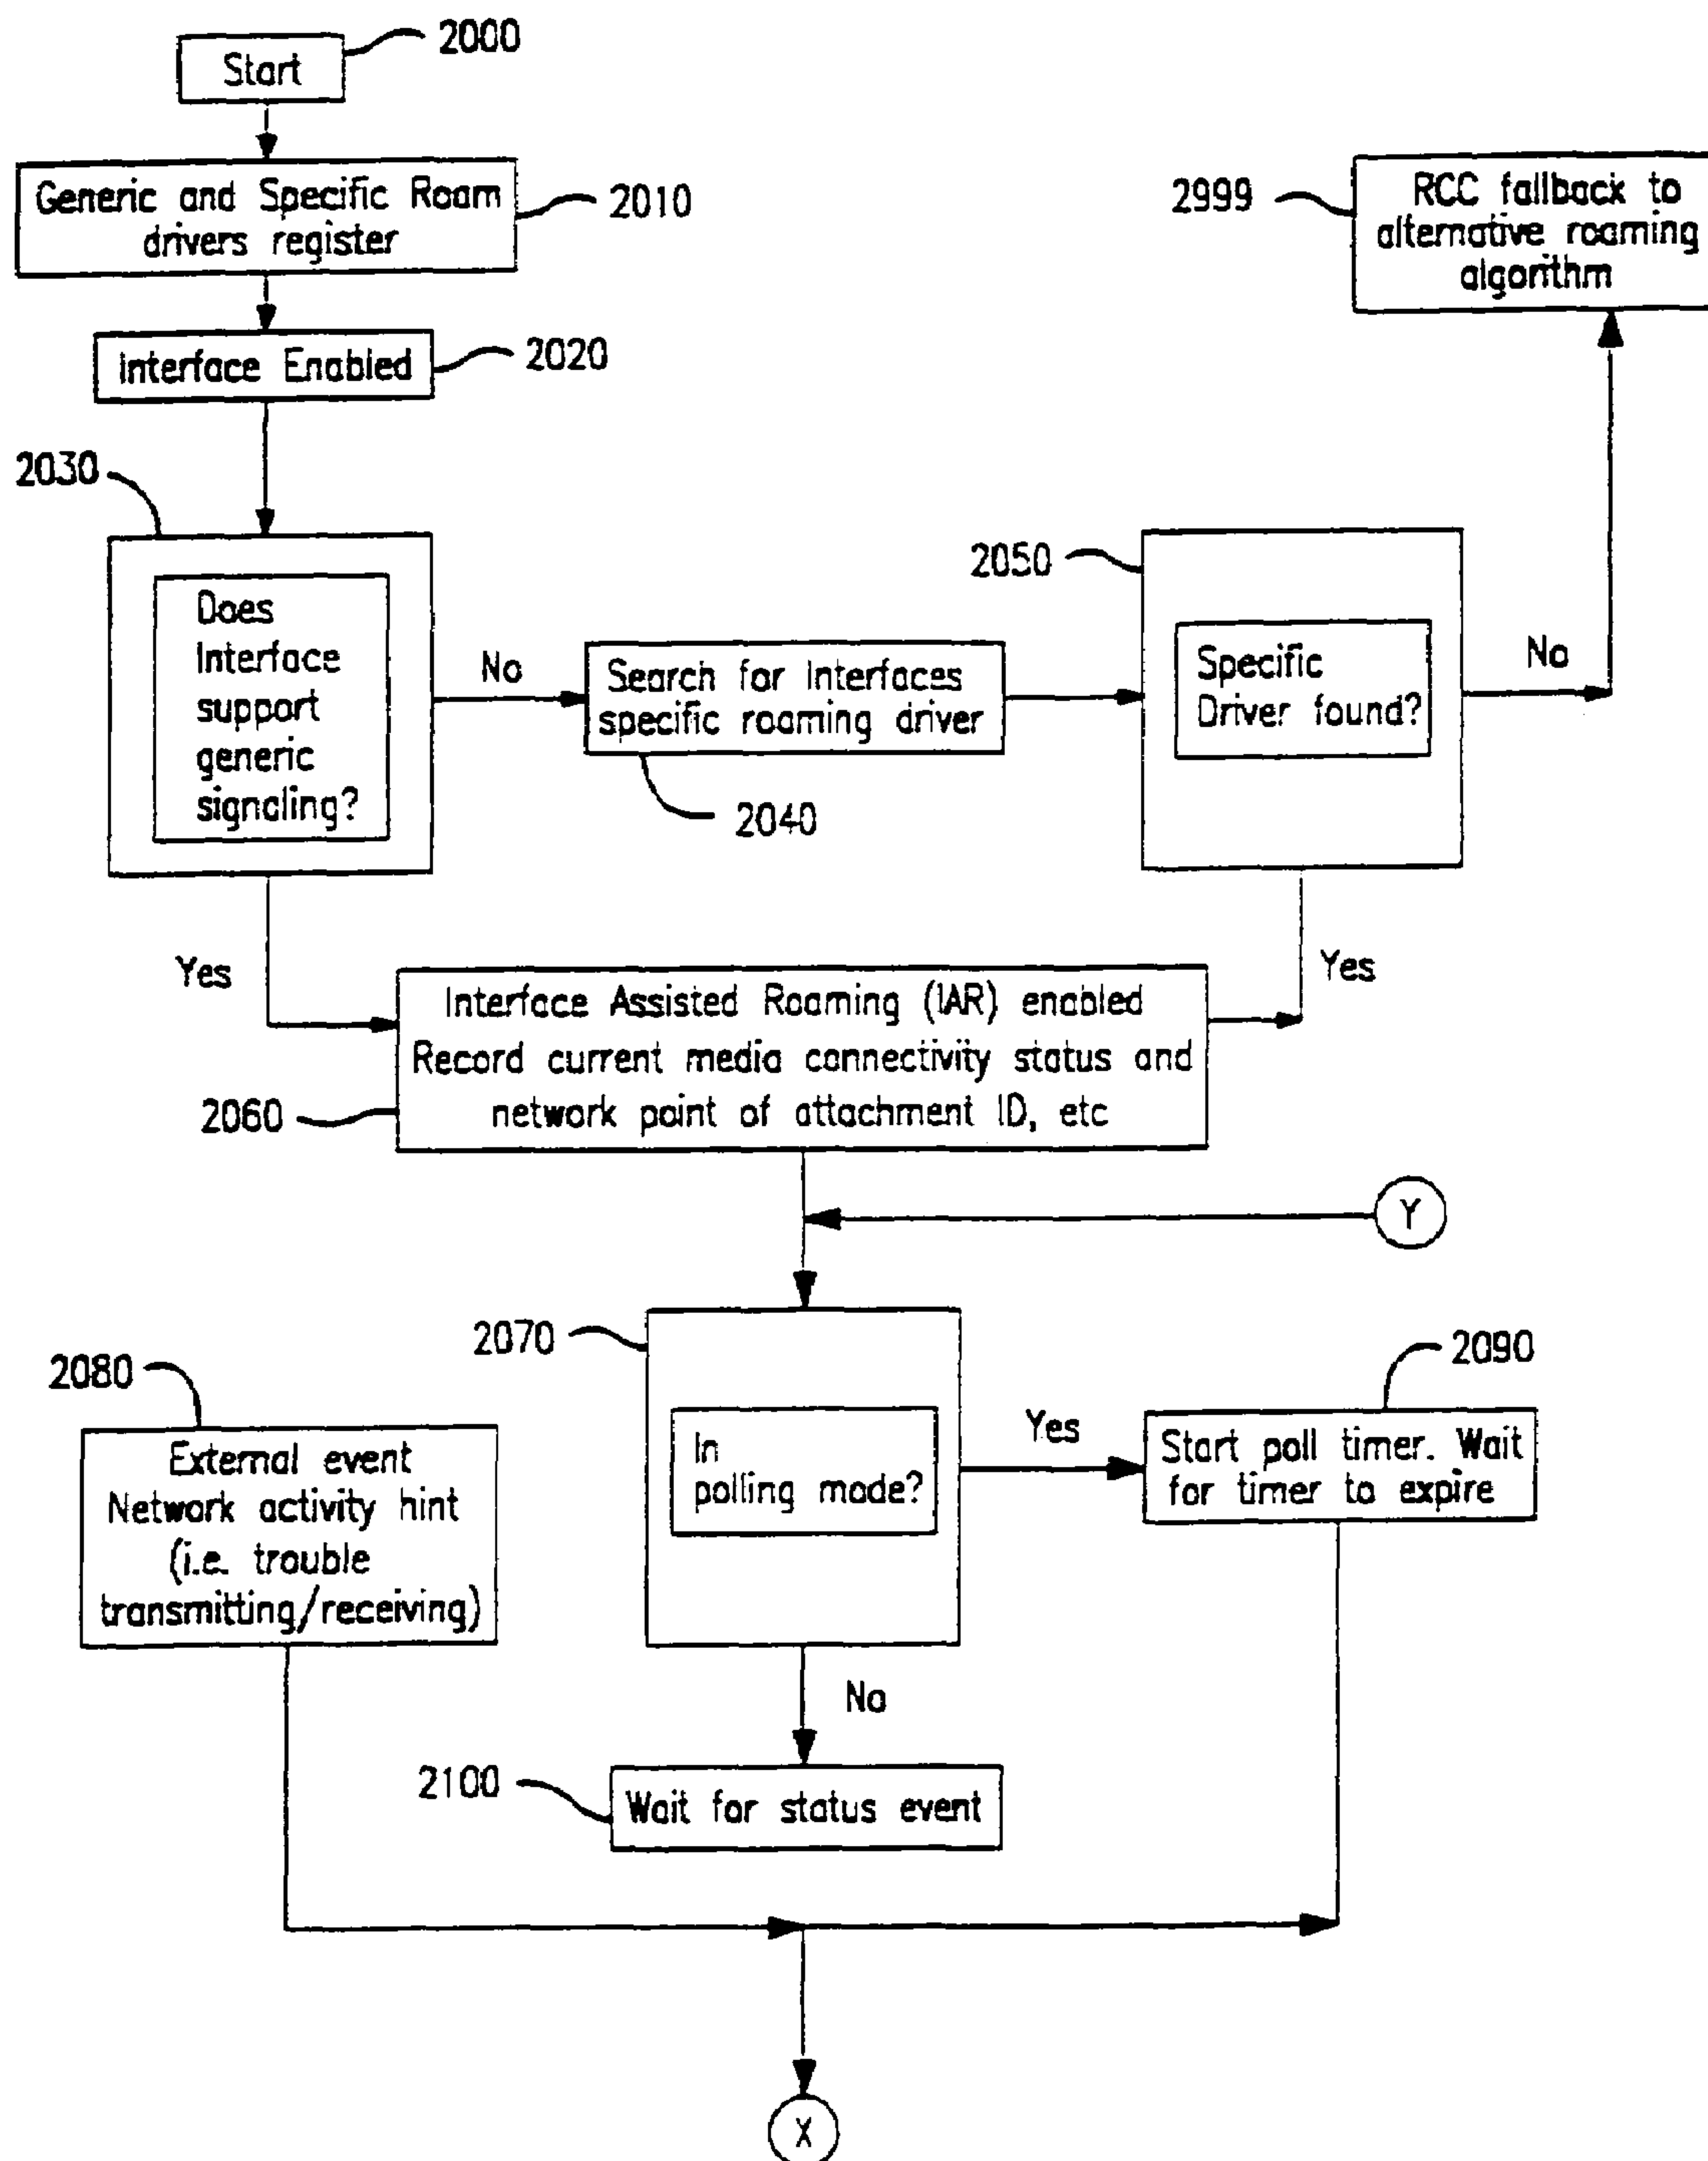 2000
Start
Generic and Specific Roam
drivers register
2010
2999
RCC fallback to
alternative roaming
algorithm
Interface Enabled
2020
2030
Does
Interface
support
generic
signaling?
No
Search for Interfaces
specific roaming driver
2040
2050
Specific
Driver found?
No
Yes
Yes
Interface Assisted Roaming (IAR) enabled
Record current media connectivity status and
network point of attachment ID, etc
2060
Y
2070
In
polling mode?
Yes
2090
Start poll timer. Wait
for timer to expire
2080
External event
Network activity hint
(i.e. trouble
transmitting/receiving)
No
2100
Wait for status event
X